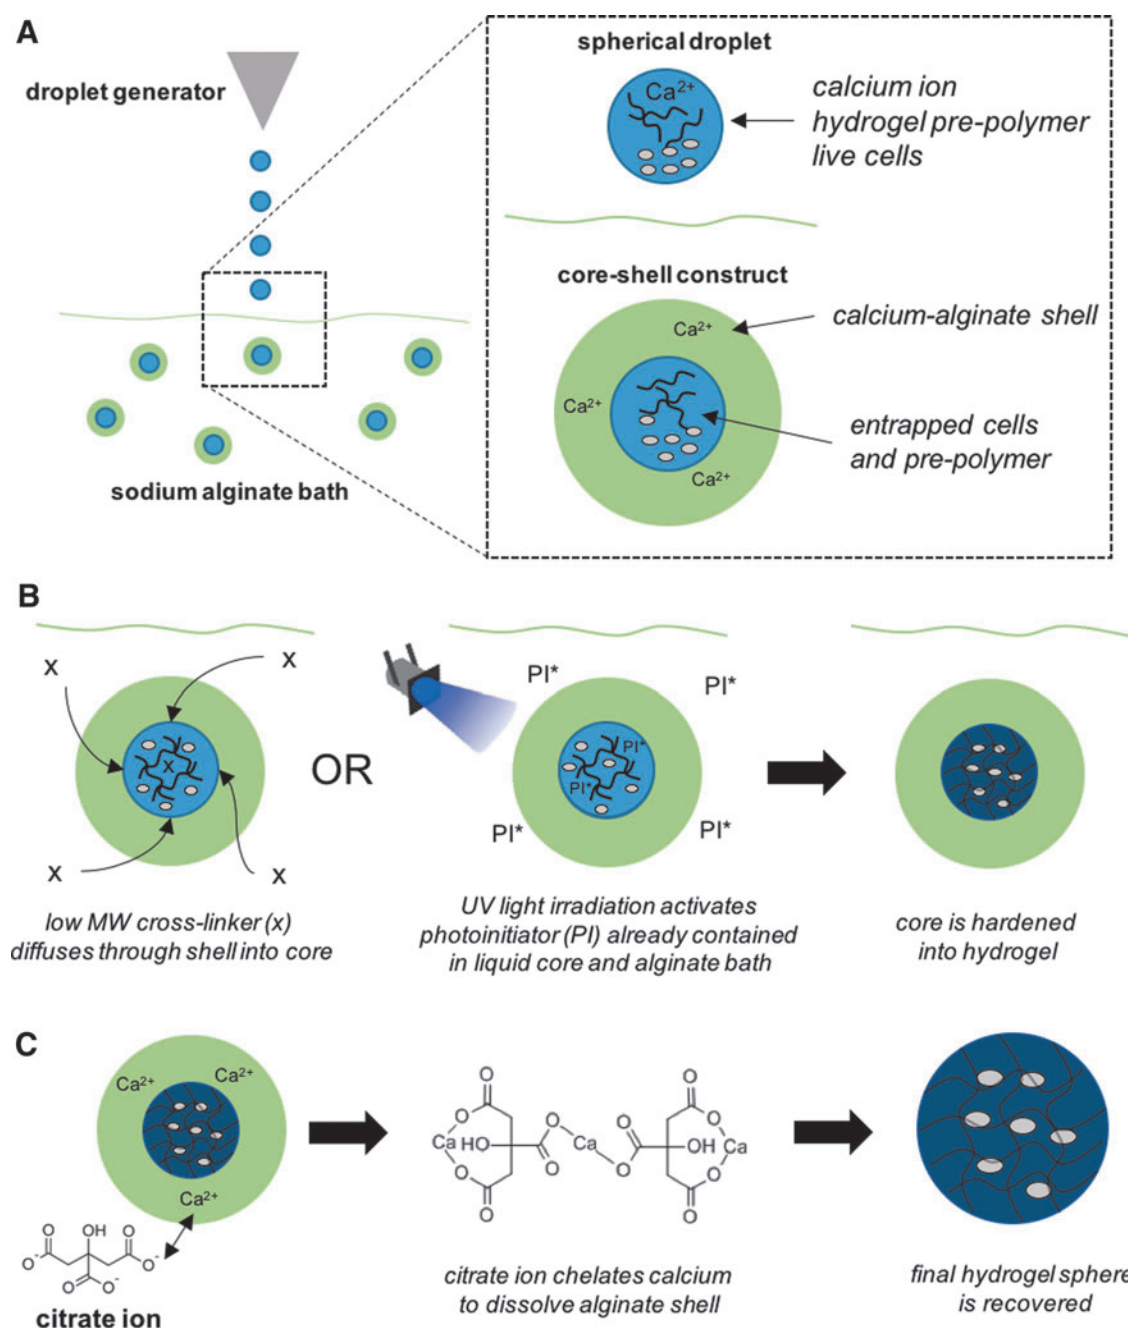 A
droplet generator
sodium alginate bath
spherical droplet
Ca²⁺
calcium ion
hydrogel pre-polymer
live cells
core-shell construct
Ca²⁺
calcium-alginate shell
Ca²⁺
entrapped cells
and pre-polymer
Ca²⁺
B
X
X
X
X
X
low MW cross-linker (x)
diffuses through shell into core
OR
PI*
PI*
PI*
PI*
PI*
PI*
UV light irradiation activates
photoinitiator (PI) already contained
in liquid core and alginate bath
core is hardened
into hydrogel
C
Ca²⁺
Ca²⁺
Ca²⁺
O
OH
O
O⁻
O⁻
O
O⁻
citrate ion
O
O
O
O
Ca
HO
Ca
OH
Ca
O
O
O
O
O
O
O
O
citrate ion chelates calcium
to dissolve alginate shell
final hydrogel sphere
is recovered